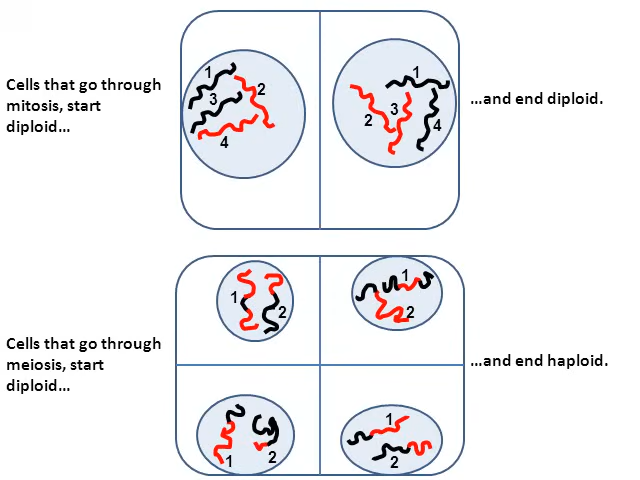 Cells that go through
mitosis, start
diploid...
1
2
3
4
1
2
3
4
...and end diploid.
Cells that go through
meiosis, start
diploid...
1
2
1
2
1
2
1
2
...and end haploid.